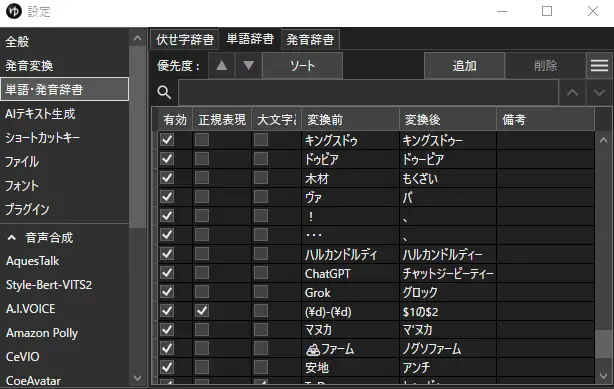 設定
全般
発音変換
単語・発音辞書
AIテキスト生成
ショートカットキー
ファイル
フォント
プラグイン
音声合成
AquesTalk
Style-Bert-VITS2
A.I.VOICE
Amazon Polly
CeVIO
CoeAvatar
伏せ字辞書 単語辞書 発音辞書
優先度： ▲ ▼ ソート 追加 削除
有効 正規表現 大文字と 変換前 変換後 備考
キングスドゥ キングスドゥー
ドゥビア ドゥービア
木材 もくざい
ヴァ バ
！ 、
・・・ 、
ハルカンドルディ ハルカンドルディー
ChatGPT チャットジーピーティー
Grok グロック
(¥d)-(¥d) $1の$2
マヌカ マ'ヌカ
💩ファーム ノグソファーム
安地 アンチ